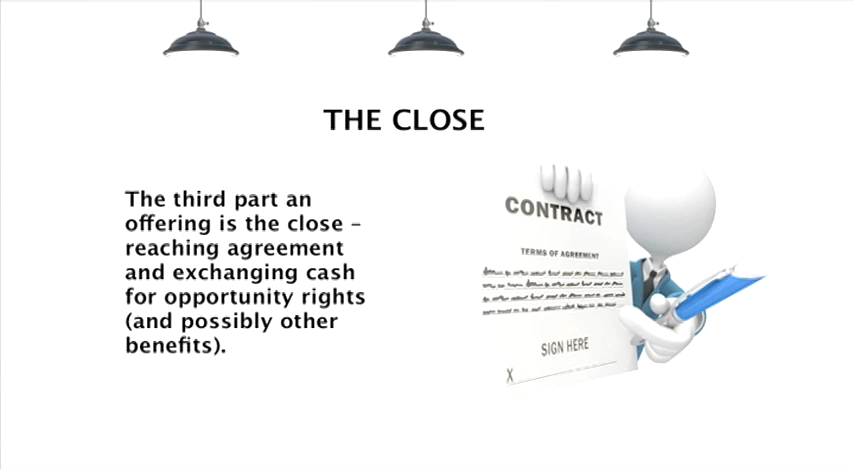 THE CLOSE
The third part an
offering is the close –
reaching agreement
and exchanging cash
for opportunity rights
(and possibly other
benefits).
CONTRACT
TERMS OF AGREEMENT
SIGN HERE
X